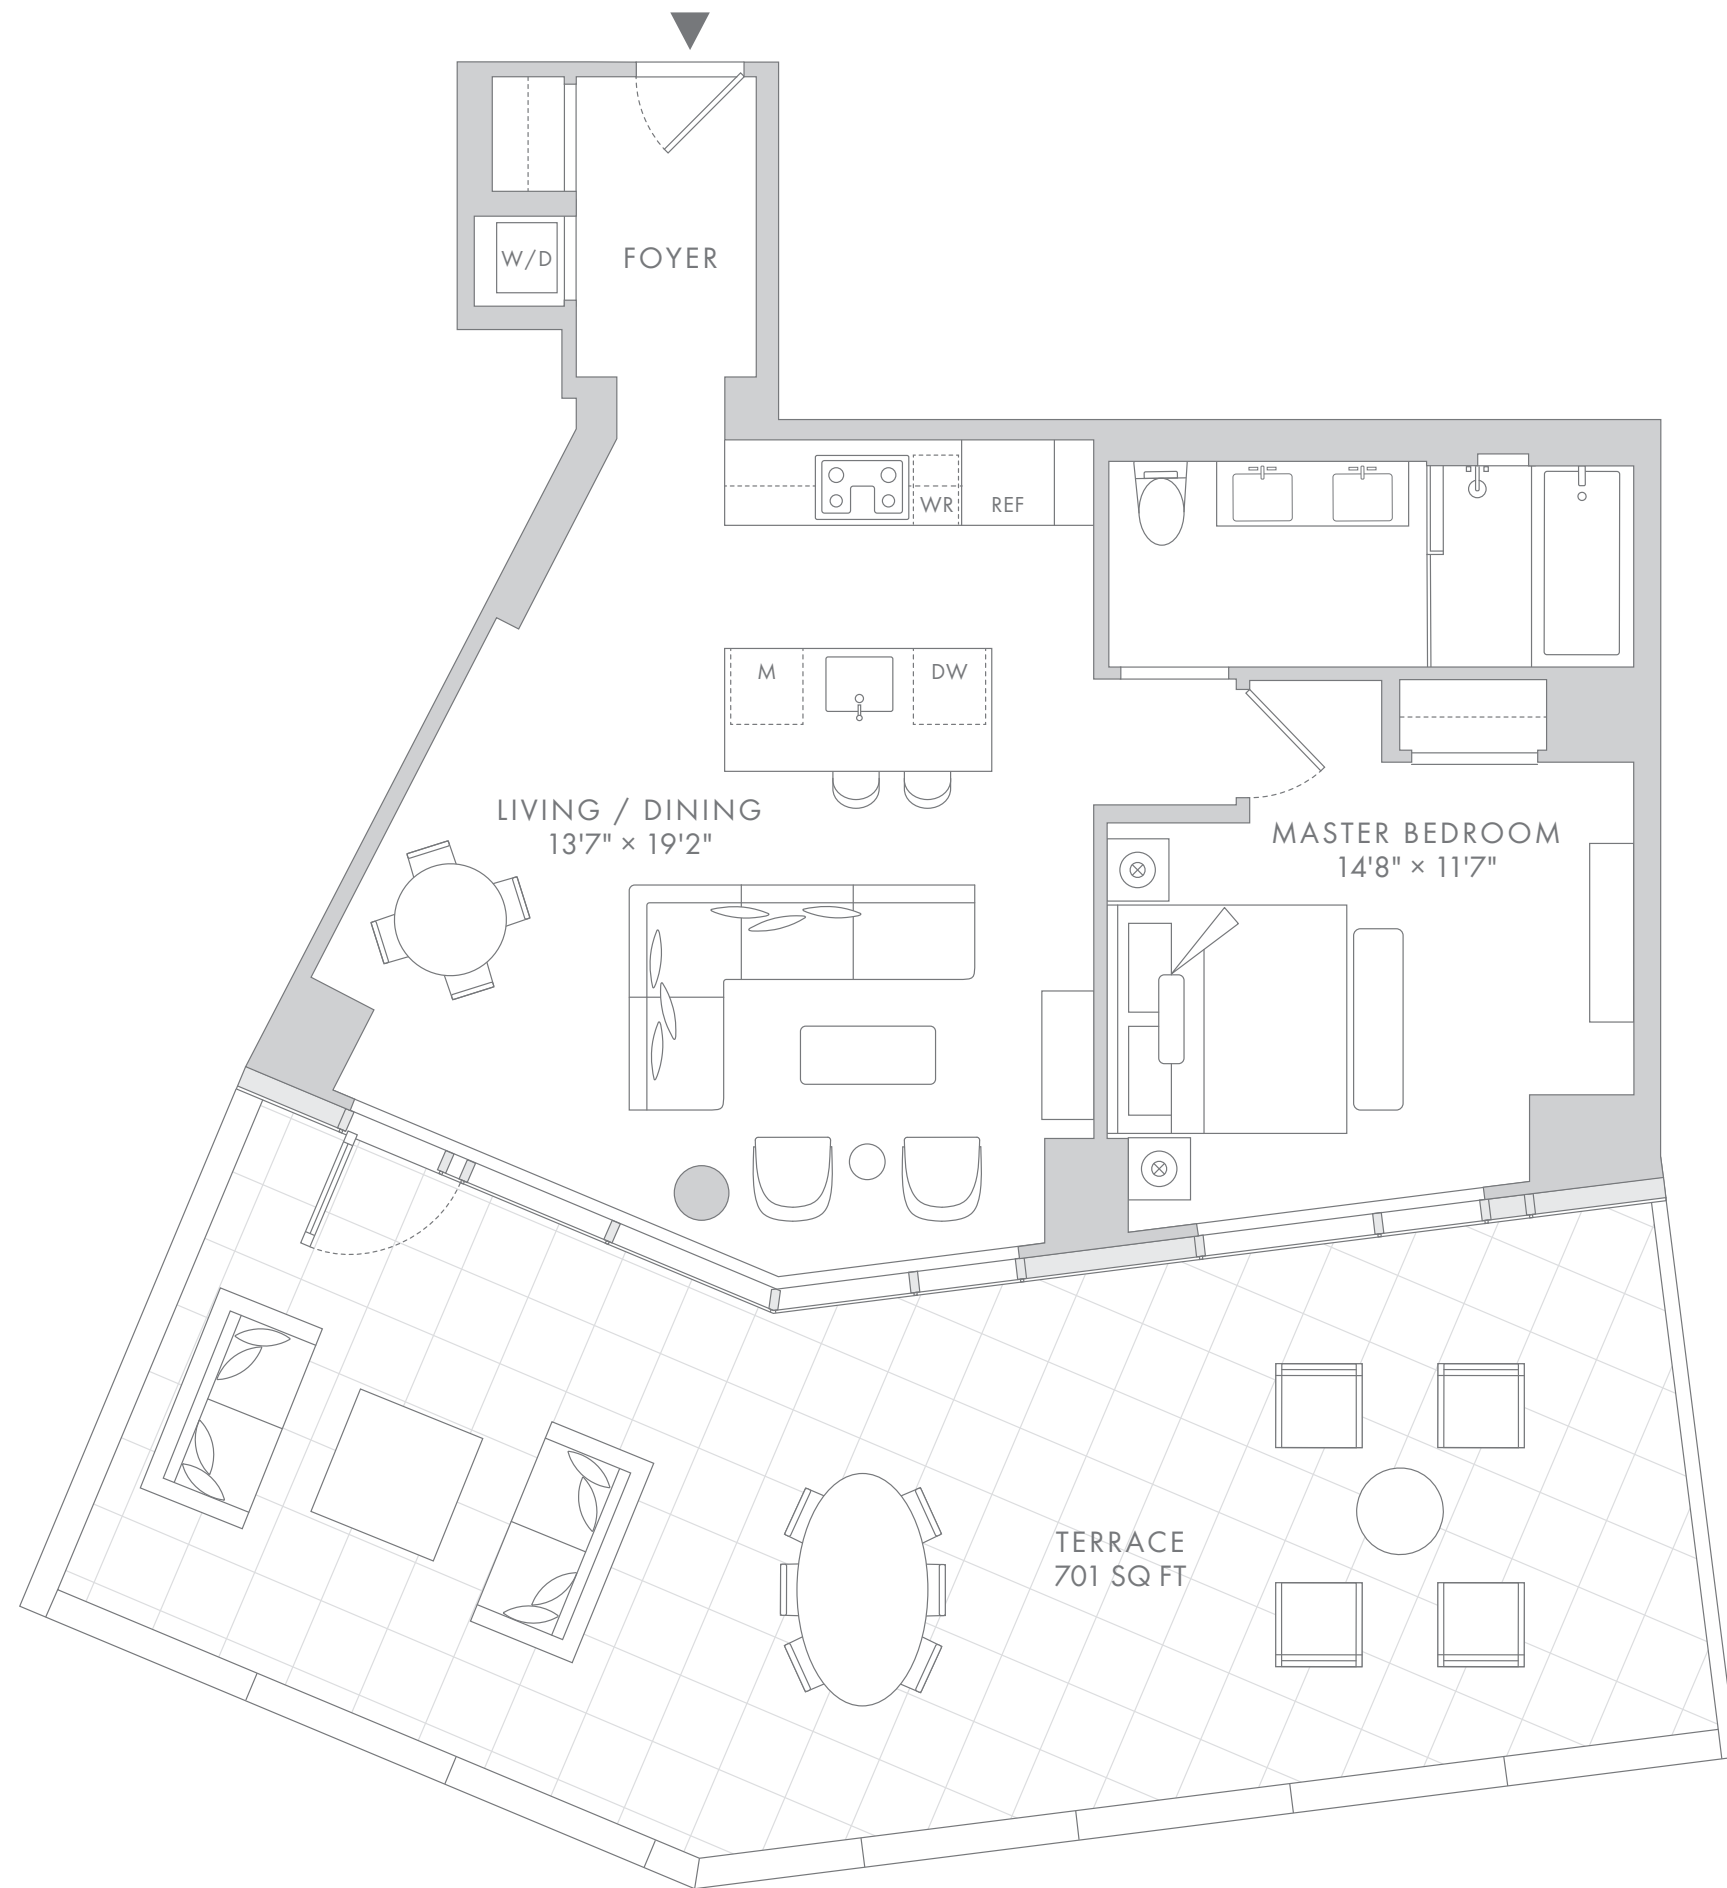 W/D
FOYER
WR
REF
M
DW
LIVING / DINING
13'7" × 19'2"
MASTER BEDROOM
14'8" × 11'7"
TERRACE
701 SQ FT